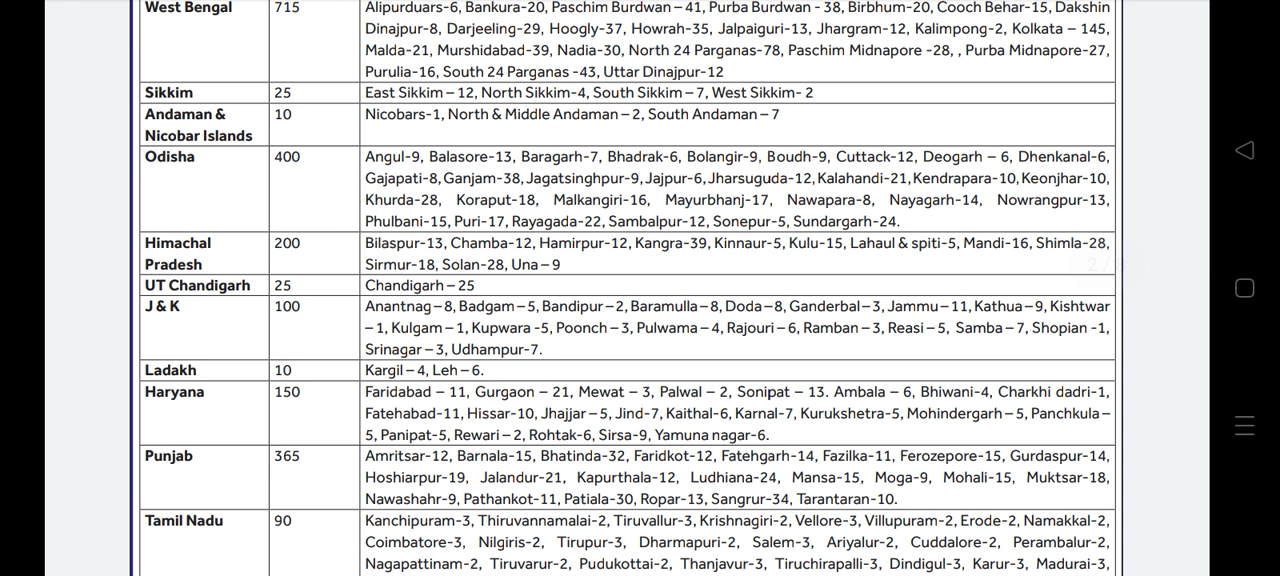 West Bengal 715 Alipurduars-6, Bankura-20, Paschim Burdwan – 41, Purba Burdwan - 38, Birbhum-20, Cooch Behar-15, Dakshin
Dinajpur-8, Darjeeling-29, Hoogly-37, Howrah-35, Jalpaiguri-13, Jhargram-12, Kalimpong-2, Kolkata – 145,
Malda-21, Murshidabad-39, Nadia-30, North 24 Parganas-78, Paschim Midnapore -28, , Purba Midnapore-27,
Purulia-16, South 24 Parganas -43, Uttar Dinajpur-12
Sikkim 25 East Sikkim – 12, North Sikkim-4, South Sikkim – 7, West Sikkim- 2
Andaman & 10 Nicobars-1, North & Middle Andaman – 2, South Andaman – 7
Nicobar Islands
Odisha 400 Angul-9, Balasore-13, Baragarh-7, Bhadrak-6, Bolangir-9, Boudh-9, Cuttack-12, Deogarh – 6, Dhenkanal-6,
Gajapati-8, Ganjam-38, Jagatsinghpur-9, Jajpur-6, Jharsuguda-12, Kalahandi-21, Kendrapara-10, Keonjhar-10,
Khurda-28, Koraput-18, Malkangiri-16, Mayurbhanj-17, Nawapara-8, Nayagarh-14, Nowrangpur-13,
Phulbani-15, Puri-17, Rayagada-22, Sambalpur-12, Sonepur-5, Sundargarh-24.
Himachal 200 Bilaspur-13, Chamba-12, Hamirpur-12, Kangra-39, Kinnaur-5, Kulu-15, Lahaul & spiti-5, Mandi-16, Shimla-28,
Pradesh Sirmur-18, Solan-28, Una – 9
UT Chandigarh 25 Chandigarh – 25
J & K 100 Anantnag – 8, Badgam – 5, Bandipur – 2, Baramulla – 8, Doda – 8, Ganderbal – 3, Jammu – 11, Kathua – 9, Kishtwar
– 1, Kulgam – 1, Kupwara -5, Poonch – 3, Pulwama – 4, Rajouri – 6, Ramban – 3, Reasi – 5, Samba – 7, Shopian -1,
Srinagar – 3, Udhampur-7.
Ladakh 10 Kargil – 4, Leh – 6.
Haryana 150 Faridabad – 11, Gurgaon – 21, Mewat – 3, Palwal – 2, Sonipat – 13. Ambala – 6, Bhiwani-4, Charkhi dadri-1,
Fatehabad-11, Hissar-10, Jhajjar – 5, Jind-7, Kaithal-6, Karnal-7, Kurukshetra-5, Mohindergarh – 5, Panchkula –
5, Panipat-5, Rewari – 2, Rohtak-6, Sirsa-9, Yamuna nagar-6.
Punjab 365 Amritsar-12, Barnala-15, Bhatinda-32, Faridkot-12, Fatehgarh-14, Fazilka-11, Ferozepore-15, Gurdaspur-14,
Hoshiarpur-19, Jalandur-21, Kapurthala-12, Ludhiana-24, Mansa-15, Moga-9, Mohali-15, Muktsar-18,
Nawashahr-9, Pathankot-11, Patiala-30, Ropar-13, Sangrur-34, Tarantaran-10.
Tamil Nadu 90 Kanchipuram-3, Thiruvannamalai-2, Tiruvallur-3, Krishnagiri-2, Vellore-3, Villupuram-2, Erode-2, Namakkal-2,
Coimbatore-3, Nilgiris-2, Tirupur-3, Dharmapuri-2, Salem-3, Ariyalur-2, Cuddalore-2, Perambalur-2,
Nagapattinam-2, Tiruvarur-2, Pudukottai-2, Thanjavur-3, Tiruchirapalli-3, Dindigul-3, Karur-3, Madurai-3,